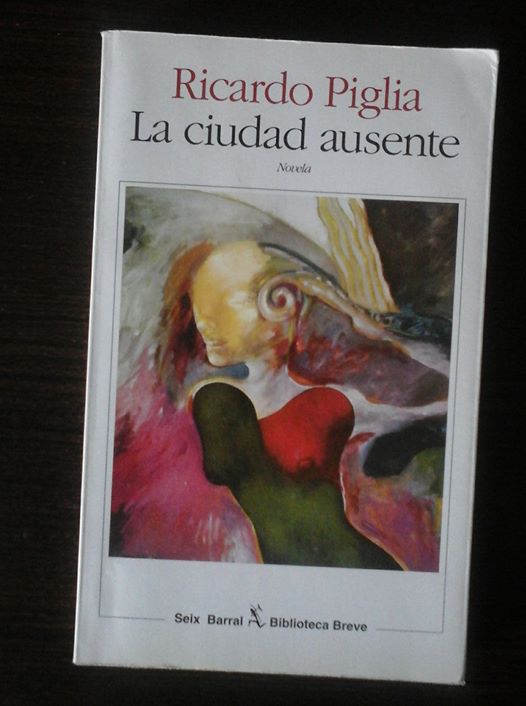 Ricardo Piglia
La ciudad ausente
Novela
Seix Barral Biblioteca Breve